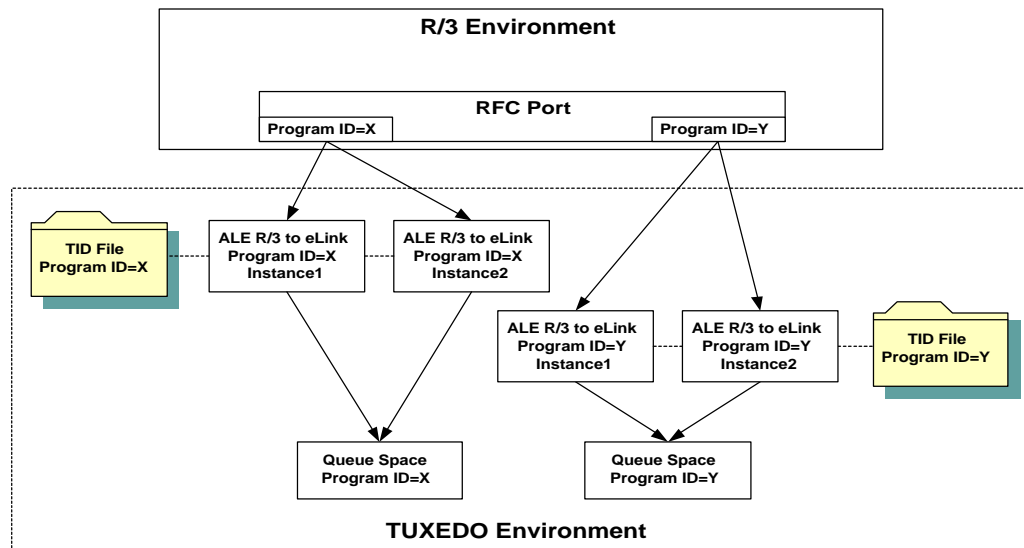 R/3 Environment
RFC Port
Program ID=X
Program ID=Y
TID File
Program ID=X
ALE R/3 to eLink
Program ID=X
Instance1
ALE R/3 to eLink
Program ID=X
Instance2
ALE R/3 to eLink
Program ID=Y
Instance1
ALE R/3 to eLink
Program ID=Y
Instance2
TID File
Program ID=Y
Queue Space
Program ID=X
Queue Space
Program ID=Y
TUXEDO Environment